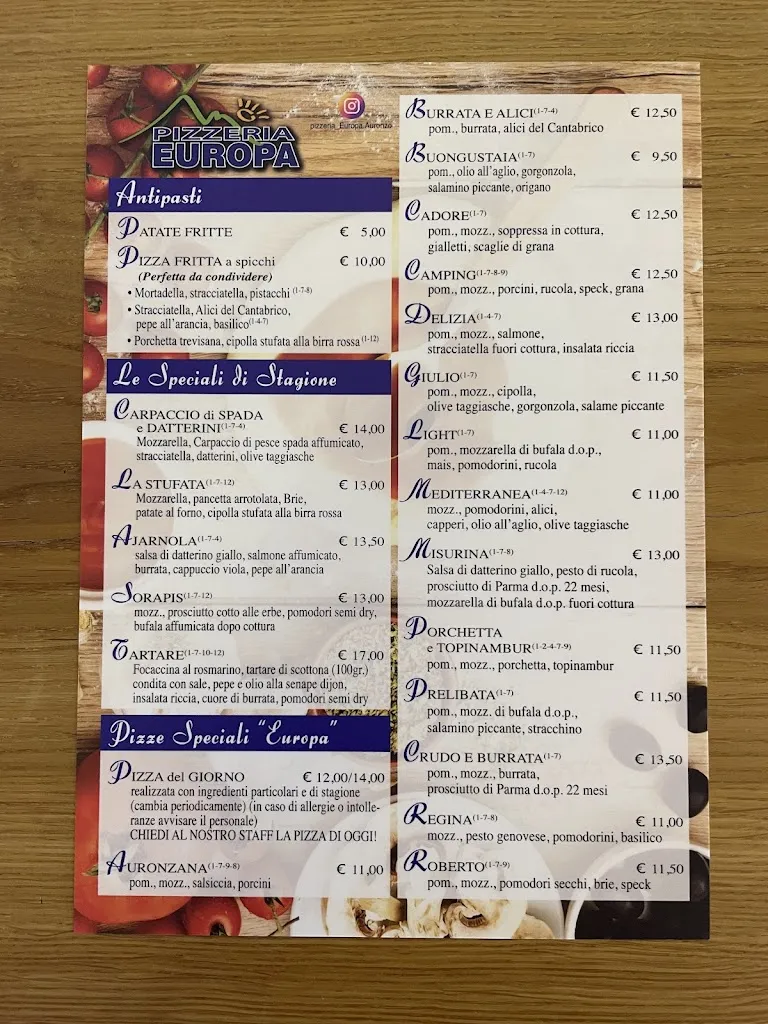 PIZZERIA
EUROPA
pizzeria_Europa.Auronzo
Antipasti
PATATE FRITTE € 5,00
PIZZA FRITTA a spicchi € 10,00
(Perfetta da condividere)
• Mortadella, stracciatella, pistacchi (1-7-8)
• Stracciatella, Alici del Cantabrico,
pepe all'arancia, basilico(1-4-7)
• Porchetta trevisana, cipolla stufata alla birra rossa (1-12)
Le Speciali di Stagione
CARPACCIO di SPADA
e DATTERINI(1-7-4) € 14,00
Mozzarella, Carpaccio di pesce spada affumicato,
stracciatella, datterini, olive taggiasche
LA STUFATA(1-7-12) € 13,00
Mozzarella, pancetta arrotolata, Brie,
patate al forno, cipolla stufata alla birra rossa
AJARNOLA(1-7-4) € 13,50
salsa di datterino giallo, salmone affumicato,
burrata, cappuccio viola, pepe all'arancia
SORAPIS(1-7-12) € 13,00
mozz., prosciutto cotto alle erbe, pomodori semi dry,
bufala affumicata dopo cottura
TARTARE(1-7-10-12) € 17,00
Focaccina al rosmarino, tartare di scottona (100gr.)
condita con sale, pepe e olio alla senape dijon,
insalata riccia, cuore di burrata, pomodori semi dry
Pizze Speciali "Europa"
PIZZA del GIORNO € 12,00/14,00
realizzata con ingredienti particolari e di stagione
(cambia periodicamente) (in caso di allergie o intolle-
ranze avvisare il personale)
CHIEDI AL NOSTRO STAFF LA PIZZA DI OGGI!
AURONZANA(1-7-9-8) € 11,00
pom., mozz., salsiccia, porcini
BURRATA E ALICI(1-7-4) € 12,50
pom., burrata, alici del Cantabrico
BUONGUSTAIA(1-7) € 9,50
pom., olio all'aglio, gorgonzola,
salamino piccante, origano
CADORE(1-7) € 12,50
pom., mozz., soppressa in cottura,
gialletti, scaglie di grana
CAMPING(1-7-8-9) € 12,50
pom., mozz., porcini, rucola, speck, grana
DELIZIA(1-4-7) € 13,00
pom., mozz., salmone,
stracciatella fuori cottura, insalata riccia
GIULIO(1-7) € 11,50
pom., mozz., cipolla,
olive taggiasche, gorgonzola, salame piccante
LIGHT(1-7) € 11,00
pom., mozzarella di bufala d.o.p.,
mais, pomodorini, rucola
MEDITERRANEA(1-4-7-12) € 11,00
mozz., pomodorini, alici,
capperi, olio all'aglio, olive taggiasche
MISURINA(1-7-8) € 13,00
Salsa di datterino giallo, pesto di rucola,
prosciutto di Parma d.o.p. 22 mesi,
mozzarella di bufala d.o.p. fuori cottura
PORCHETTA
e TOPINAMBUR(1-2-4-7-9) € 11,50
pom., mozz., porchetta, topinambur
PRELIBATA(1-7) € 11,50
pom., mozz. di bufala d.o.p.,
salamino piccante, stracchino
CRUDO E BURRATA(1-7) € 13,50
pom., mozz., burrata,
prosciutto di Parma d.o.p. 22 mesi
REGINA(1-7-8) € 11,00
mozz., pesto genovese, pomodorini, basilico
ROBERTO(1-7-9) € 11,50
pom., mozz., pomodori secchi, brie, speck